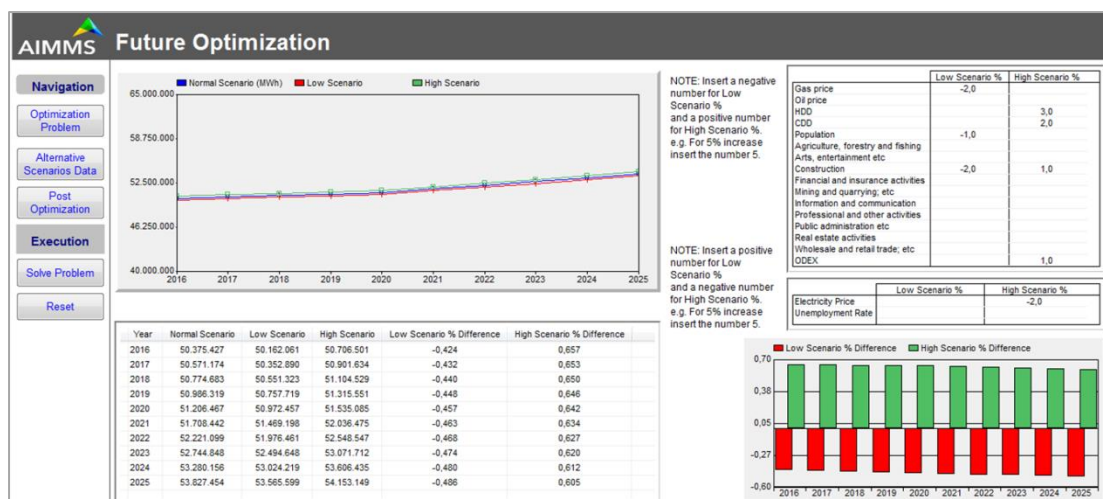 AIMMS Future Optimization
Navigation
Optimization
Problem
Alternative
Scenarios Data
Post
Optimization
Execution
Solve Problem
Reset
Normal Scenario (MWh) Low Scenario High Scenario
65.000.000
58.750.000
52.500.000
46.250.000
40.000.000
2016 2017 2018 2019 2020 2021 2022 2023 2024 2025
NOTE: Insert a negative
number for Low
Scenario %
and a positive number
for High Scenario %.
e.g. For 5% increase
insert the number 5.
Low Scenario % High Scenario %
Gas price -2,0
Oil price
HDD 3,0
CDD 2,0
Population -1,0
Agriculture, forestry and fishing
Arts, entertainment etc
Construction -2,0 1,0
Financial and insurance activities
Mining and quarrying; etc
Information and communication
Professional and other activities
Public administration etc
Real estate activities
Wholesale and retail trade; etc
ODEX 1,0
NOTE: Insert a positive
number for Low
Scenario %
and a negative number
for High Scenario %.
e.g. For 5% increase
insert the number 5.
Low Scenario % High Scenario %
Electricity Price -2,0
Unemployment Rate
Year Normal Scenario Low Scenario High Scenario Low Scenario % Difference High Scenario % Difference
2016 50.375.427 50.162.061 50.706.501 -0,424 0,657
2017 50.571.174 50.352.890 50.901.634 -0,432 0,653
2018 50.774.683 50.551.323 51.104.529 -0,440 0,650
2019 50.986.319 50.757.719 51.315.551 -0,448 0,646
2020 51.206.467 50.972.457 51.535.085 -0,457 0,642
2021 51.708.442 51.469.198 52.036.475 -0,463 0,634
2022 52.221.099 51.976.461 52.548.547 -0,468 0,627
2023 52.744.848 52.494.648 53.071.712 -0,474 0,620
2024 53.280.156 53.024.219 53.606.435 -0,480 0,612
2025 53.827.454 53.565.599 54.153.149 -0,486 0,605
Low Scenario % Difference High Scenario % Difference
0,70
0,38
0,05
-0,27
-0,60
2016 2017 2018 2019 2020 2021 2022 2023 2024 2025